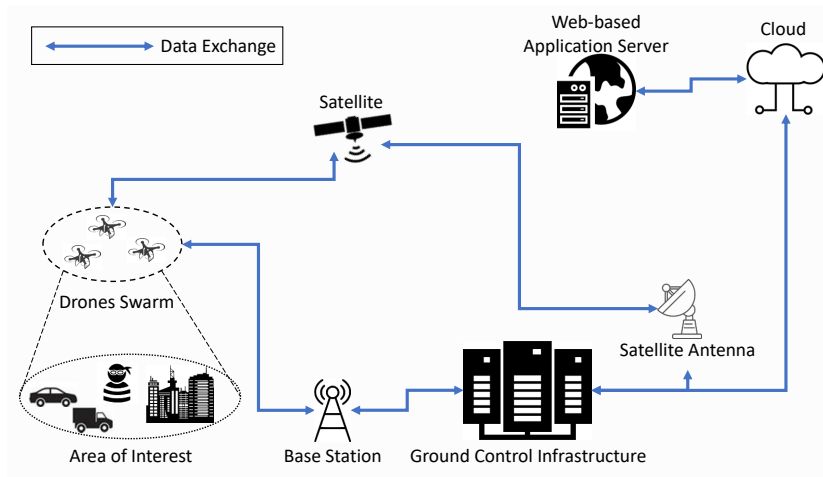 Data Exchange
Web-based
Application Server
Cloud
Satellite
Drones Swarm
Satellite Antenna
Area of Interest
Base Station
Ground Control Infrastructure